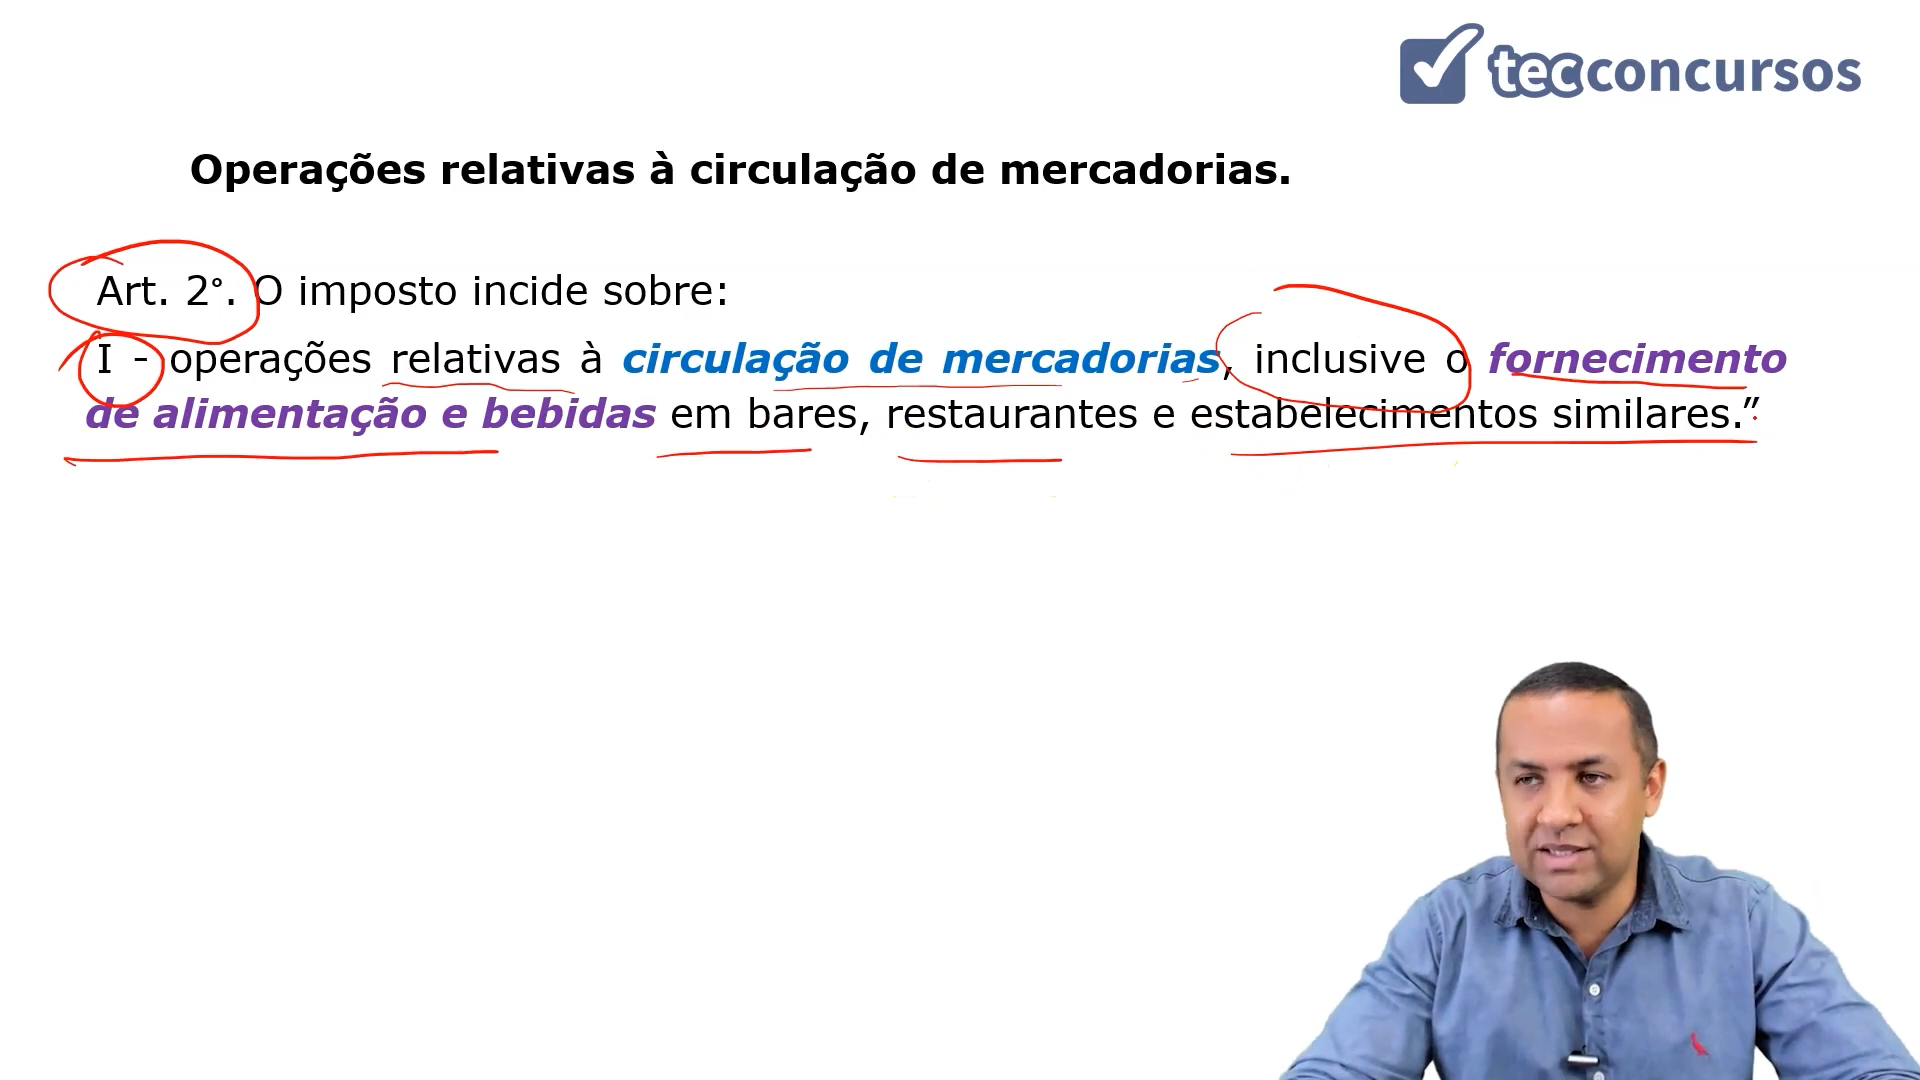 tecconcursos
Operações relativas à circulação de mercadorias.
Art. 2°. O imposto incide sobre:
I - operações relativas à circulação de mercadorias, inclusive o fornecimento
de alimentação e bebidas em bares, restaurantes e estabelecimentos similares.”